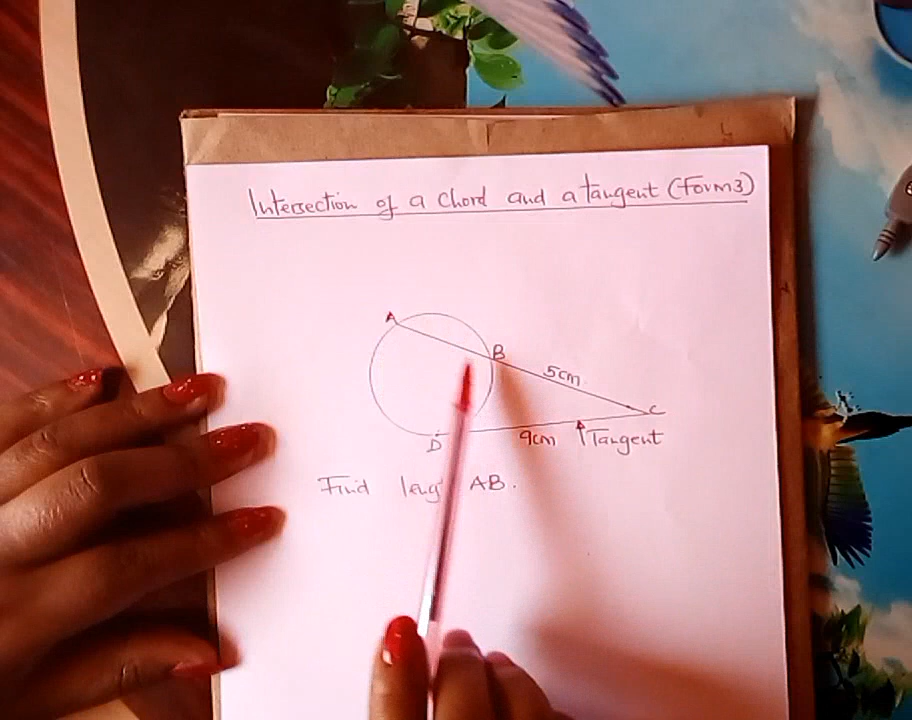 Intersection of a Chord and a tangent (Form3)
A
B
5cm
C
D
9cm
Tangent
Find AB.